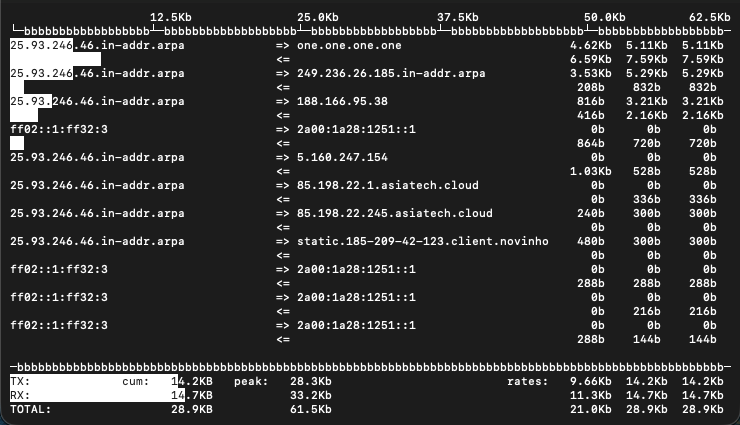 12.5Kb 25.0Kb 37.5Kb 50.0Kb 62.5Kb
└─bbbbbbbbbbbbbbbbbb┴bbbbbbbbbbbbbbbbbbbb┴bbbbbbbbbbbbbbbbbbb┴bbbbbbbbbbbbbbbbbbbb┴bbbbbbbbbbbbbb─
25.93.246.46.in-addr.arpa => one.one.one.one 4.62Kb 5.11Kb 5.11Kb
<= 6.59Kb 7.59Kb 7.59Kb
25.93.246.46.in-addr.arpa => 249.236.26.185.in-addr.arpa 3.53Kb 5.29Kb 5.29Kb
<= 208b 832b 832b
25.93.246.46.in-addr.arpa => 188.166.95.38 816b 3.21Kb 3.21Kb
<= 416b 2.16Kb 2.16Kb
ff02::1:ff32:3 => 2a00:1a28:1251::1 0b 0b 0b
<= 864b 720b 720b
25.93.246.46.in-addr.arpa => 5.160.247.154 0b 0b 0b
<= 1.03Kb 528b 528b
25.93.246.46.in-addr.arpa => 85.198.22.1.asiatech.cloud 0b 0b 0b
<= 0b 336b 336b
25.93.246.46.in-addr.arpa => 85.198.22.245.asiatech.cloud 240b 300b 300b
<= 0b 0b 0b
25.93.246.46.in-addr.arpa => static.185-209-42-123.client.novinho 480b 300b 300b
<= 0b 0b 0b
ff02::1:ff32:3 => 2a00:1a28:1251::1 0b 0b 0b
<= 288b 288b 288b
ff02::1:ff32:3 => 2a00:1a28:1251::1 0b 0b 0b
<= 0b 216b 216b
ff02::1:ff32:3 => 2a00:1a28:1251::1 0b 0b 0b
<= 288b 144b 144b
TX: cum: 14.2KB peak: 28.3Kb rates: 9.66Kb 14.2Kb 14.2Kb
RX: 14.7KB 33.2Kb 11.3Kb 14.7Kb 14.7Kb
TOTAL: 28.9KB 61.5Kb 21.0Kb 28.9Kb 28.9Kb